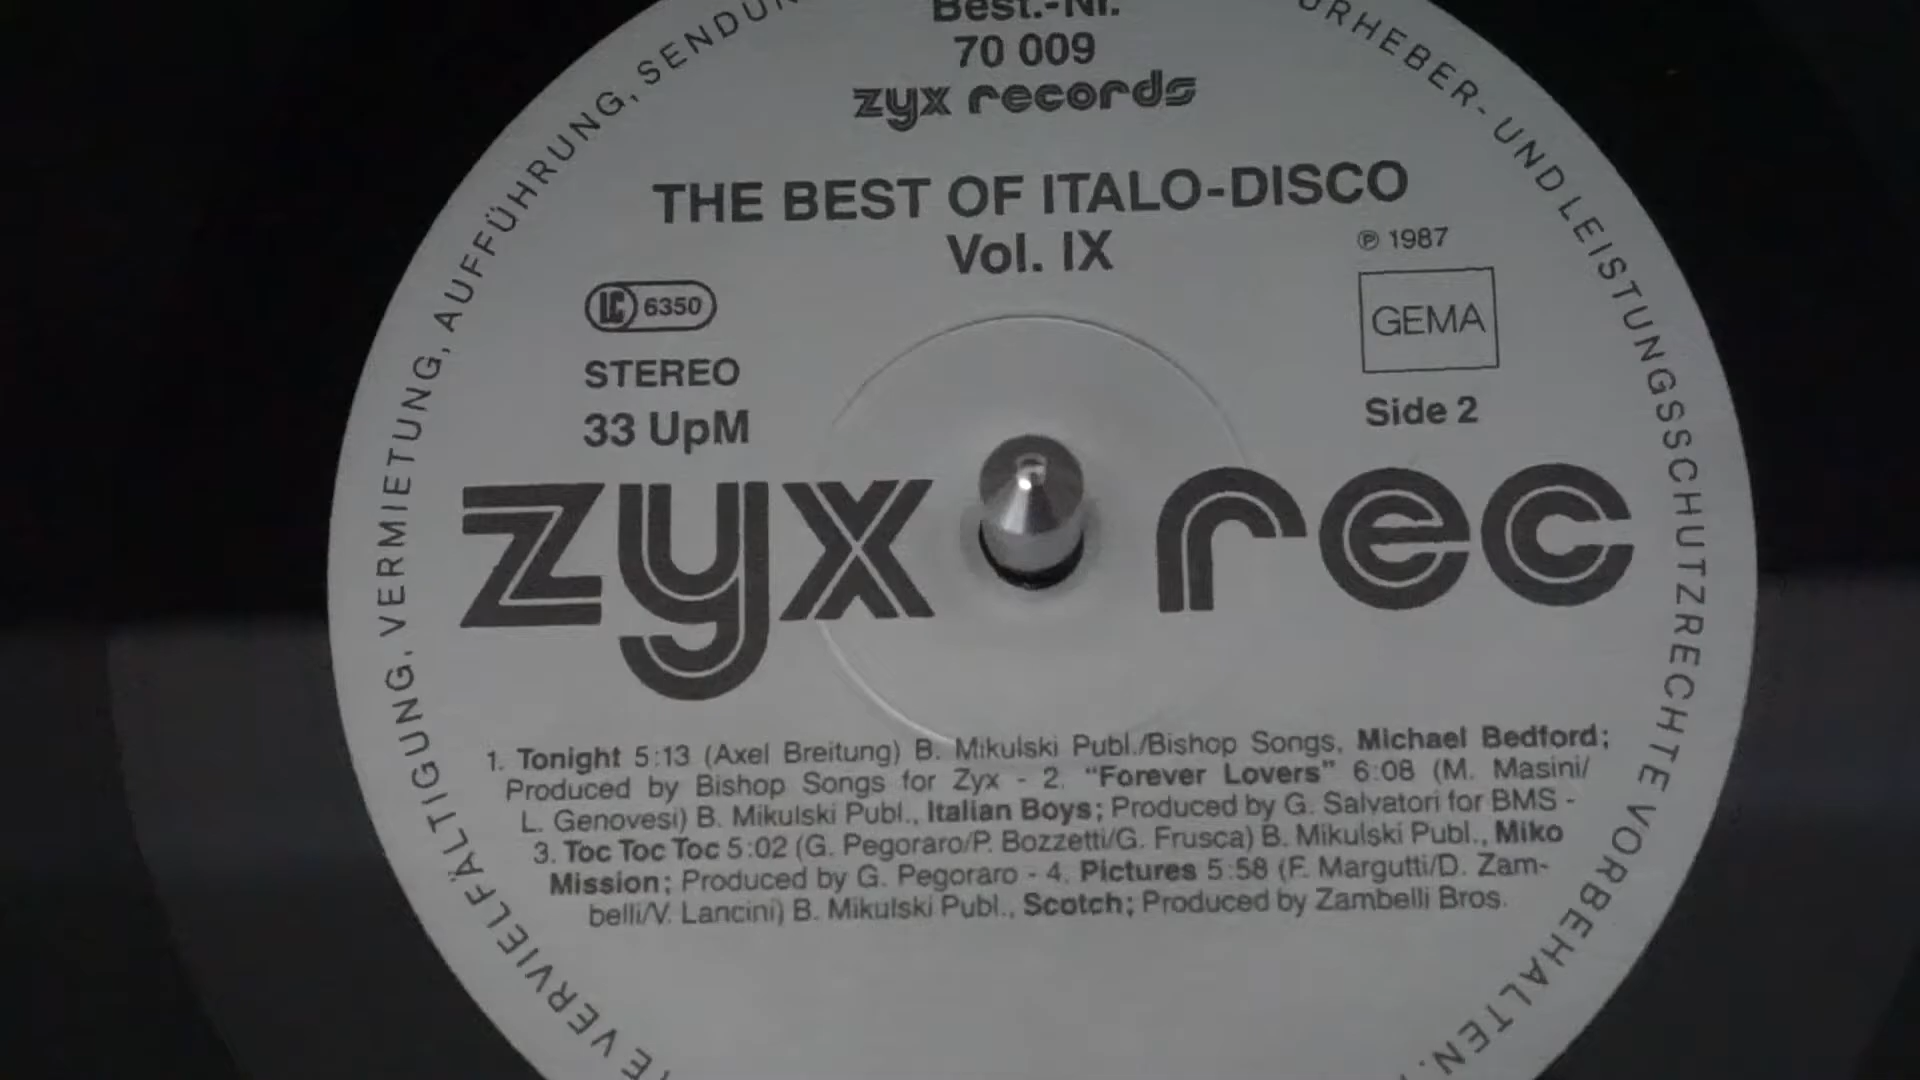 Best.-Nr.
70 009
zyx records
THE BEST OF ITALO-DISCO
Vol. IX
℗ 1987
LC 6350
GEMA
STEREO
33 UpM
Side 2
zyx rec
1. Tonight 5:13 (Axel Breitung) B. Mikulski Publ./Bishop Songs, Michael Bedford;
Produced by Bishop Songs for Zyx - 2. "Forever Lovers" 6:08 (M. Masini/
L. Genovesi) B. Mikulski Publ., Italian Boys; Produced by G. Salvatori for BMS -
3. Toc Toc Toc 5:02 (G. Pegoraro/P. Bozzetti/G. Frusca) B. Mikulski Publ., Miko
Mission; Produced by G. Pegoraro - 4. Pictures 5:58 (F. Margutti/D. Zam-
belli/V. Lancini) B. Mikulski Publ., Scotch; Produced by Zambelli Bros.
URHEBER- UND LEISTUNGSSCHUTZRECHTE VORBEHALTEN.
VERVIELFÄLTIGUNG, VERMIETUNG, AUFFÜHRUNG,